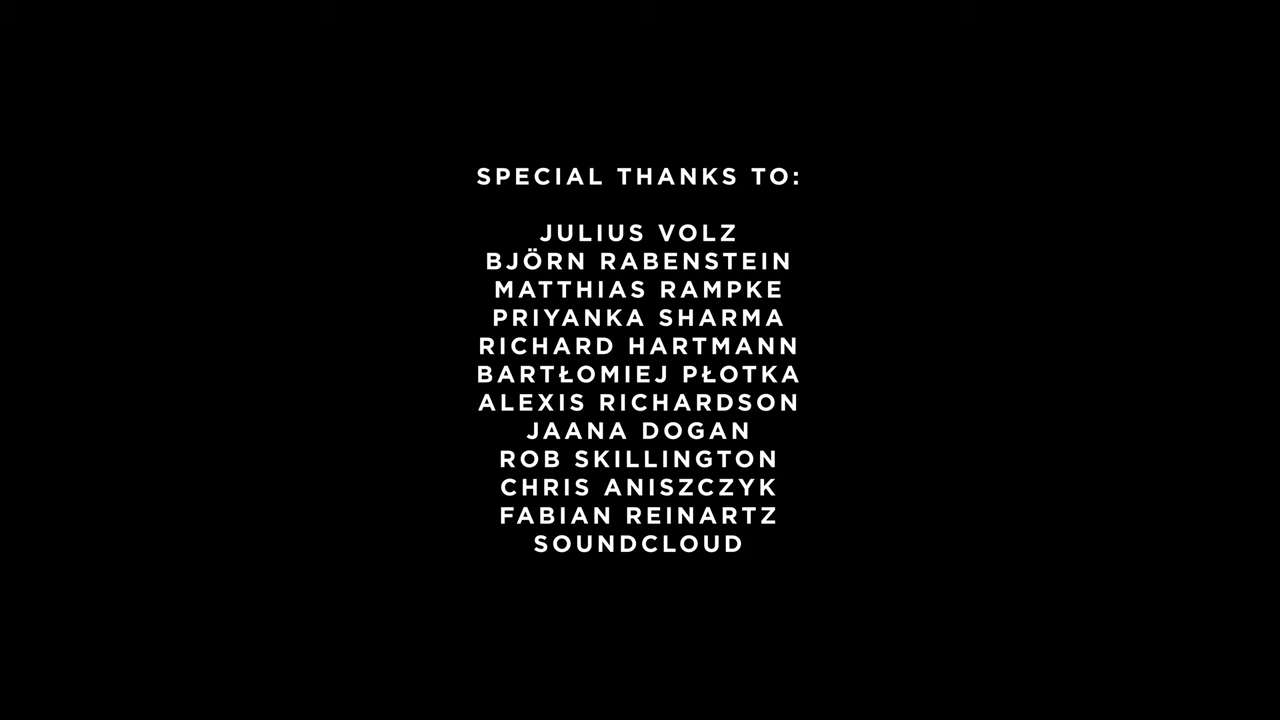 SPECIAL THANKS TO:
JULIUS VOLZ
BJÖRN RABENSTEIN
MATTHIAS RAMPKE
PRIYANKA SHARMA
RICHARD HARTMANN
BARTŁOMIEJ PŁOTKA
ALEXIS RICHARDSON
JAANA DOGAN
ROB SKILLINGTON
CHRIS ANISZCZYK
FABIAN REINARTZ
SOUNDCLOUD